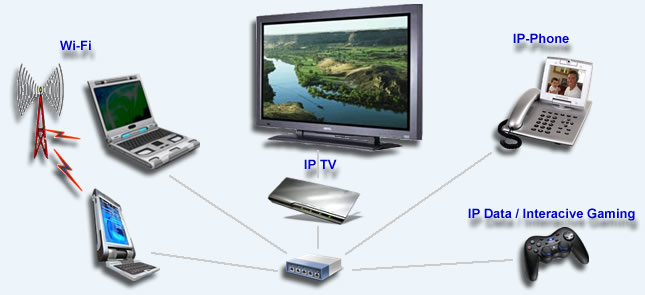 Wi-Fi
IP-Phone
IP TV
IP Data / Interacive Gaming